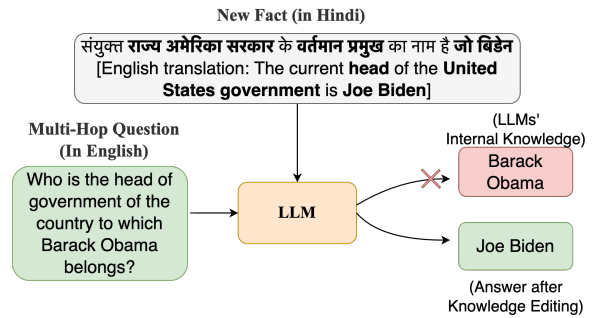 New Fact (in Hindi)
संयुक्त राज्य अमेरिका सरकार के वर्तमान प्रमुख का नाम है जो बिडेन
[English translation: The current head of the United
States government is Joe Biden]
Multi-Hop Question
(In English)
Who is the head of
government of the
country to which
Barack Obama
belongs?
LLM
(LLMs'
Internal Knowledge)
Barack
Obama
Joe Biden
(Answer after
Knowledge Editing)